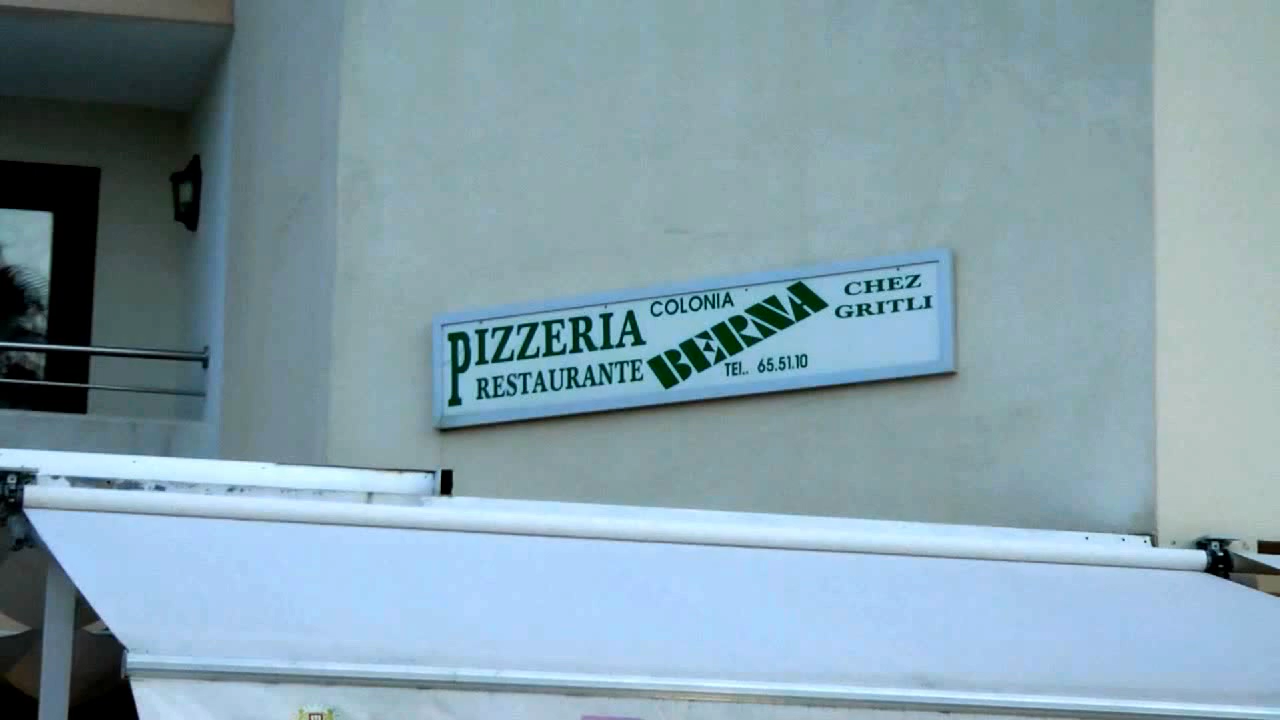 PIZZERIA
RESTAURANTE
COLONIA
BERNA
TEl.. 65.51.10
CHEZ
GRITLI